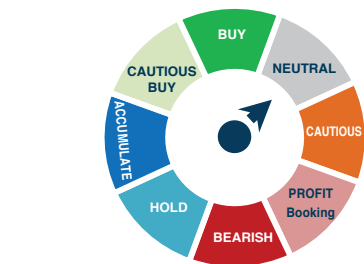 BUY
NEUTRAL
CAUTIOUS
PROFIT
Booking
BEARISH
HOLD
ACCUMULATE
CAUTIOUS
BUY